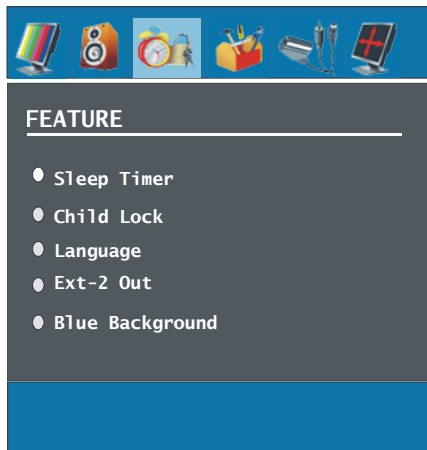 FEATURE
Sleep Timer
Child Lock
Language
Ext-2 Out
Blue Background